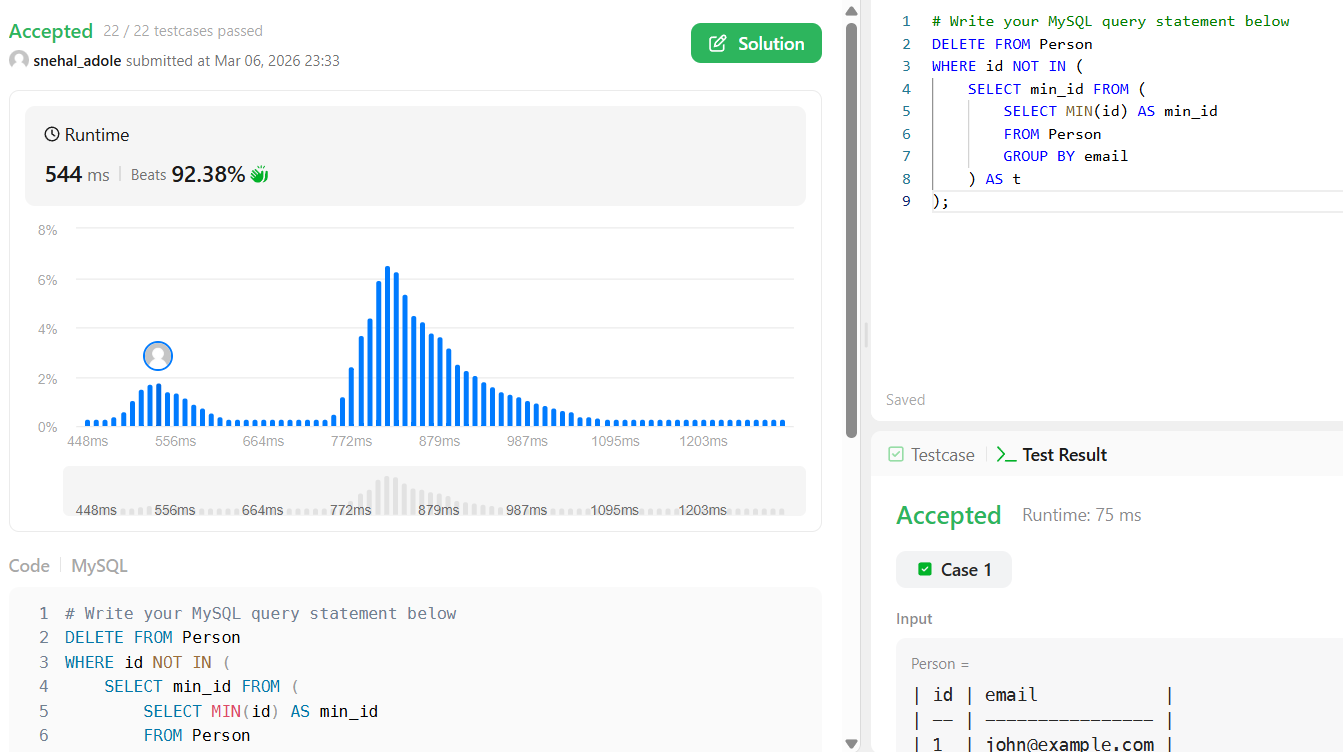 Accepted 22 / 22 testcases passed
snehal_adole submitted at Mar 06, 2026 23:33
Solution
Runtime
544 ms | Beats 92.38%
8%
6%
4%
2%
0%
448ms 556ms 664ms 772ms 879ms 987ms 1095ms 1203ms
448ms 556ms 664ms 772ms 879ms 987ms 1095ms 1203ms
Code | MySQL
1 # Write your MySQL query statement below
2 DELETE FROM Person
3 WHERE id NOT IN (
4     SELECT min_id FROM (
5         SELECT MIN(id) AS min_id
6         FROM Person
1 # Write your MySQL query statement below
2 DELETE FROM Person
3 WHERE id NOT IN (
4     SELECT min_id FROM (
5         SELECT MIN(id) AS min_id
6         FROM Person
7         GROUP BY email
8     ) AS t
9 );
Saved
Testcase | Test Result
Accepted Runtime: 75 ms
Case 1
Input
Person =
| id | email            |
| -- | ---------------- |
| 1  | john@example.com |